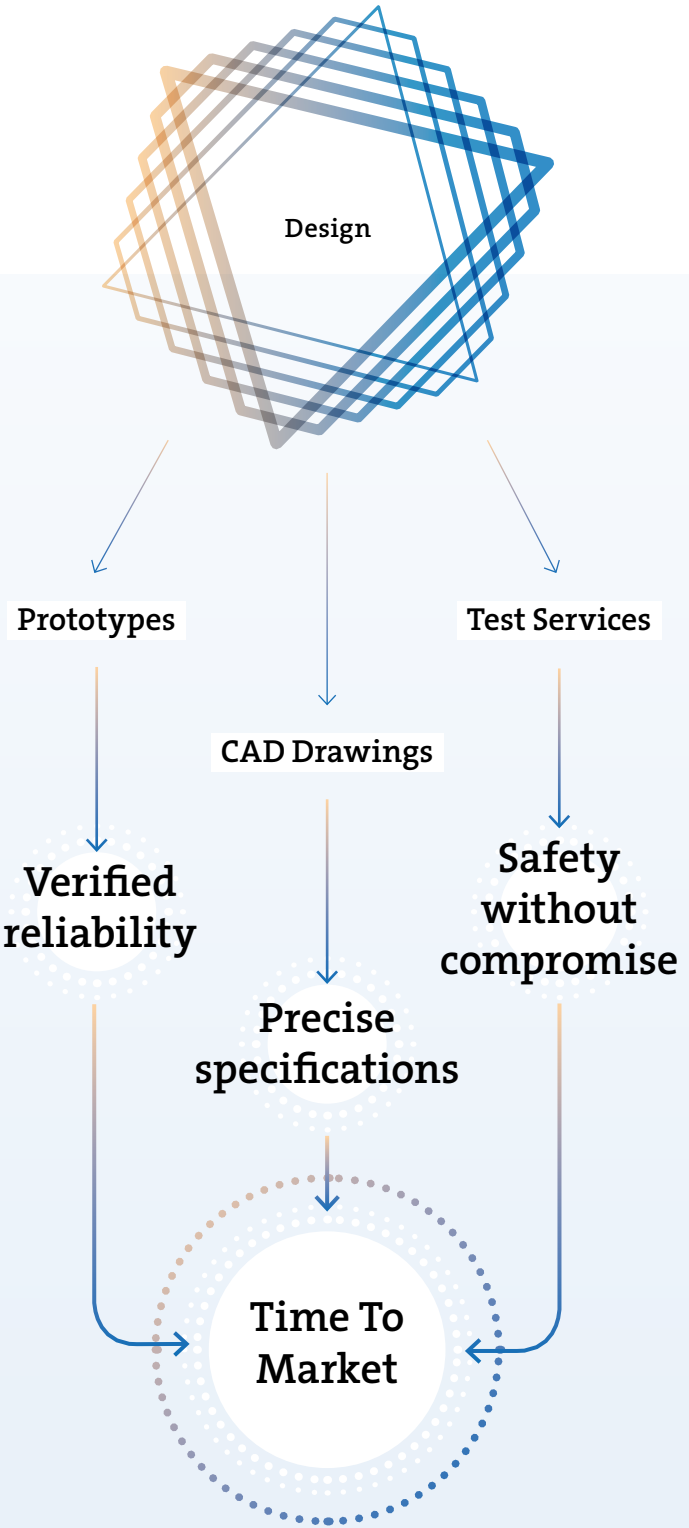 Design
Prototypes
Test Services
CAD Drawings
Verified
reliability
Safety
without
compromise
Precise
specifications
Time To
Market